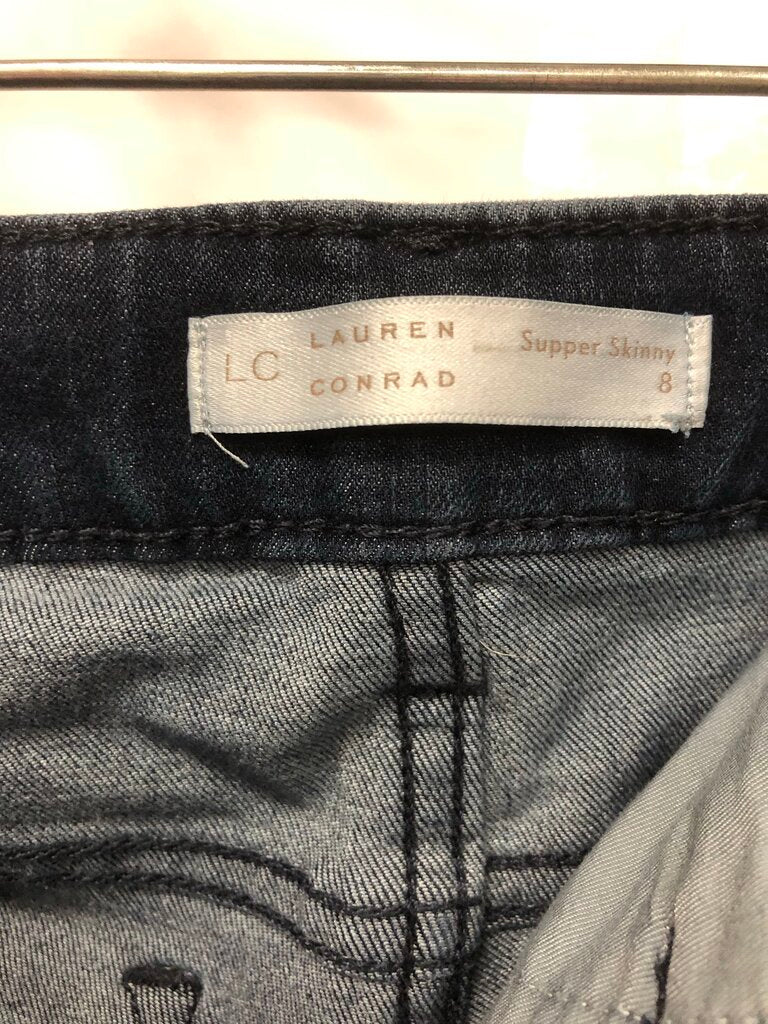 LC
LAUREN
CONRAD
Supper Skinny
8